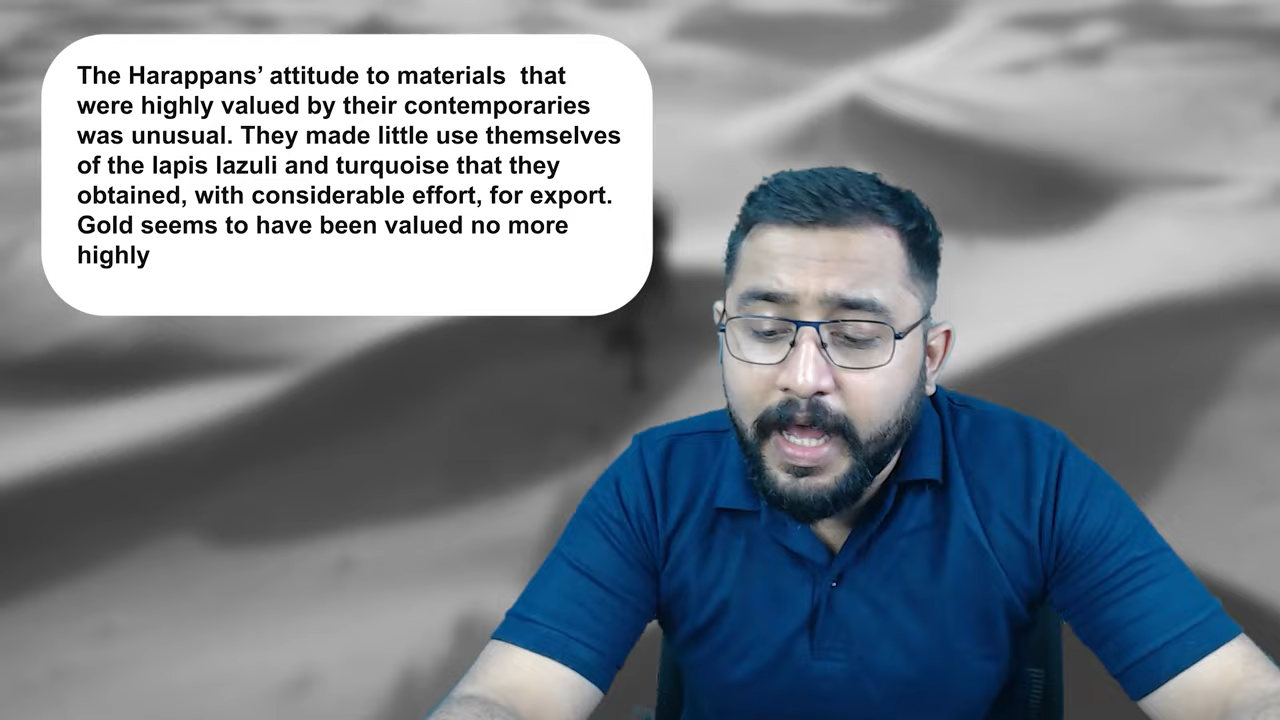 The Harappans’ attitude to materials  that
were highly valued by their contemporaries
was unusual. They made little use themselves
of the lapis lazuli and turquoise that they
obtained, with considerable effort, for export.
Gold seems to have been valued no more
highly